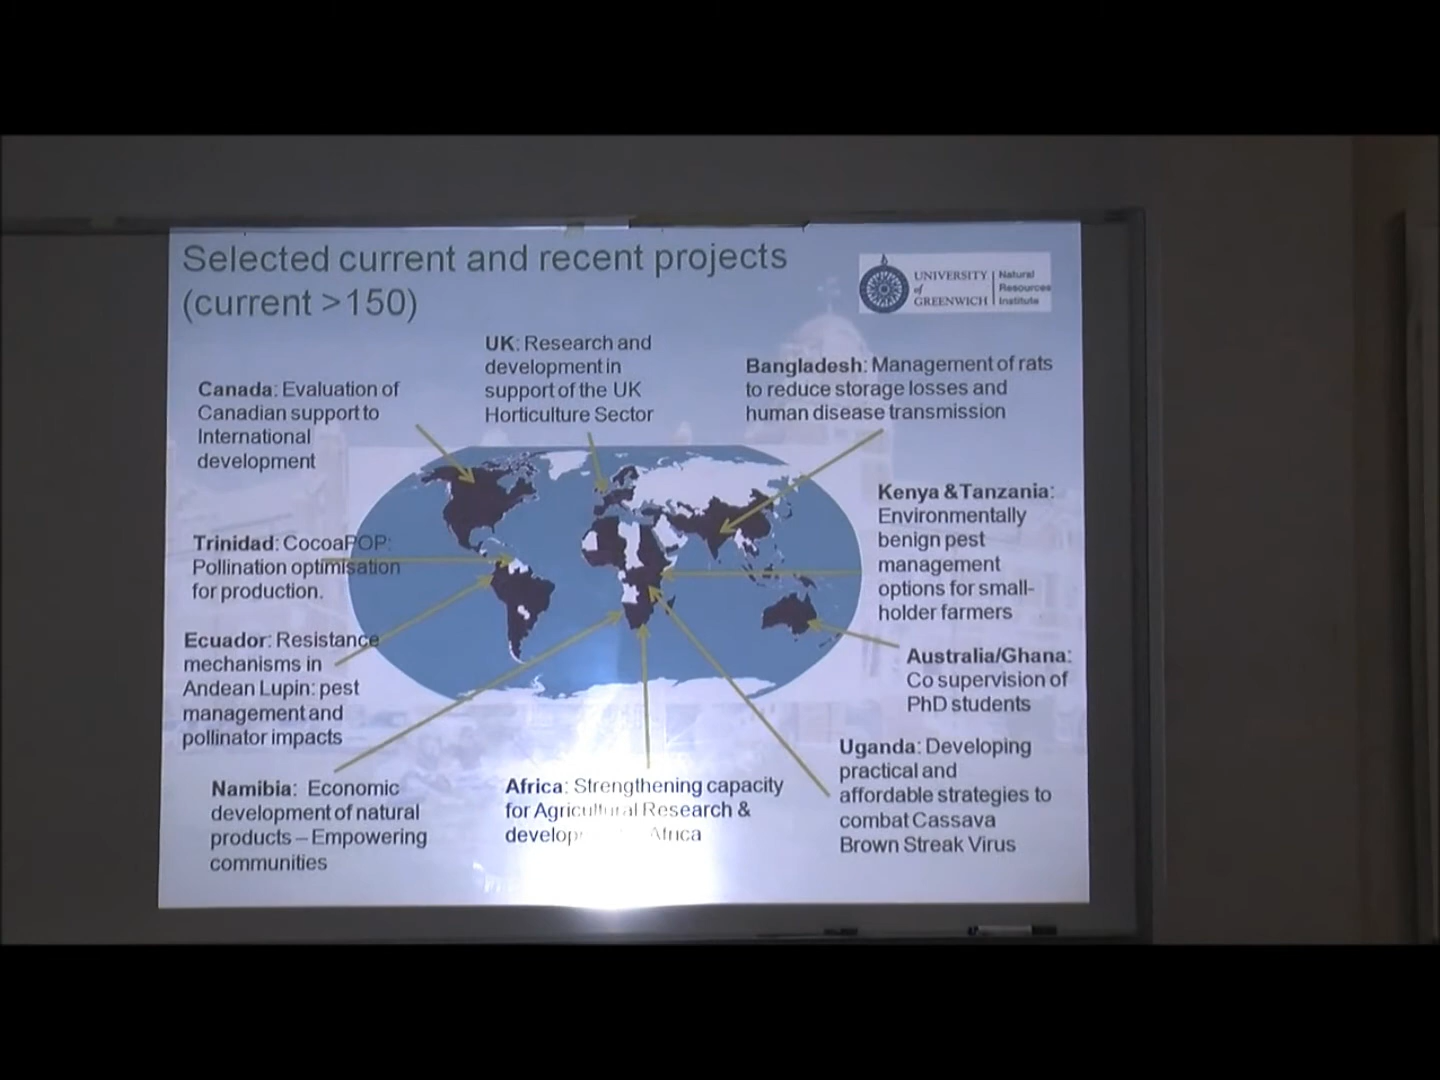 Selected current and recent projects
(current >150)
UNIVERSITY
of
GREENWICH
Natural
Resources
Institute
UK: Research and
development in
support of the UK
Horticulture Sector
Bangladesh: Management of rats
to reduce storage losses and
human disease transmission
Canada: Evaluation of
Canadian support to
International
development
Kenya &Tanzania:
Environmentally
benign pest
management
options for small-
holder farmers
Trinidad: CocoaPOP:
Pollination optimisation
for production.
Ecuador: Resistance
mechanisms in
Andean Lupin: pest
management and
pollinator impacts
Australia/Ghana:
Co supervision of
PhD students
Uganda: Developing
practical and
affordable strategies to
combat Cassava
Brown Streak Virus
Namibia: Economic
development of natural
products – Empowering
communities
Africa: Strengthening capacity
for Agricultural Research &
Africa